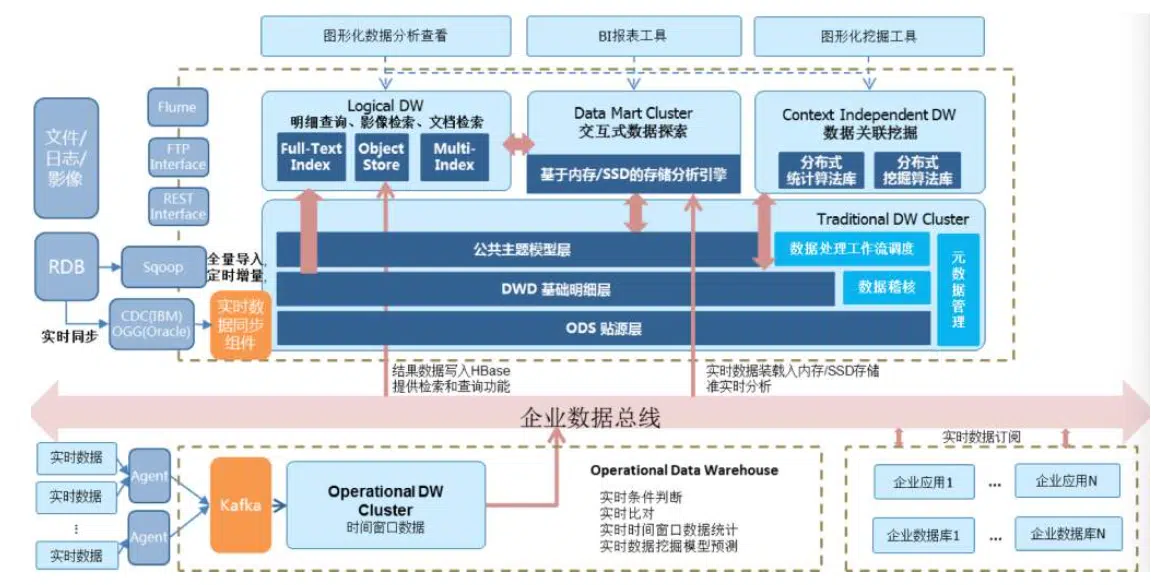 图形化数据分析查看
BI报表工具
图形化挖掘工具
文件/
日志/
影像
Flume
FTP
Interface
REST
Interface
Logical DW
明细查询、影像检索、文档检索
Full-Text
Index
Object
Store
Multi-
Index
Data Mart Cluster
交互式数据探索
基于内存/SSD的存储分析引擎
Context Independent DW
数据关联挖掘
分布式
统计算法库
分布式
挖掘算法库
Traditional DW Cluster
公共主题模型层
数据处理工作流调度
元数据管理
DWD 基础明细层
数据稽核
ODS 贴源层
RDB
Sqoop
全量导入,
定时增量,
实时同步
CDC(IBM)
OGG(Oracle)
实时数
据同步
组件
结果数据写入HBase
提供检索和查询功能
实时数据装载入内存/SSD存储
准实时分析
企业数据总线
实时数据订阅
实时数据
实时数据
⋮
实时数据
Agent
Agent
Kafka
Operational DW
Cluster
时间窗口数据
Operational Data Warehouse
实时条件判断
实时比对
实时时间窗口数据统计
实时数据挖掘模型预测
企业应用1 ... 企业应用N
企业数据库1 ... 企业数据库N